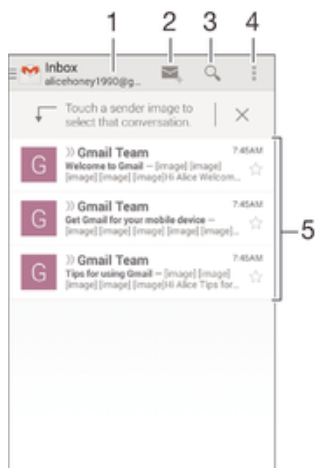 1 2 3 4
Inbox
alicehoney1990@g...
Touch a sender image to
select that conversation.
5
G
Gmail Team 7:45AM
Welcome to Gmail – [image] [image]
[image] [image] [image]Hi Alice Welcom...
G
Gmail Team 7:45AM
Get Gmail for your mobile device –
[image] [image] [image] [image] [image]...
G
Gmail Team 7:45AM
Tips for using Gmail – [image] [image]
[image] [image] [image]Hi Alice Tips for...